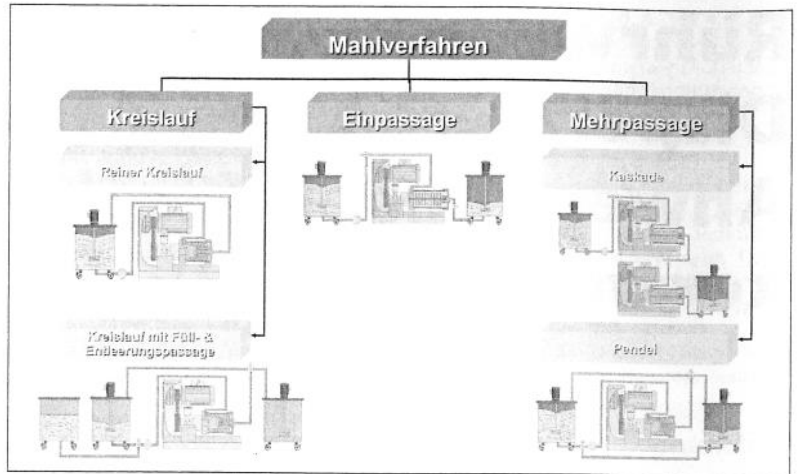 Mahlverfahren
Kreislauf
Einpassage
Mehrpassage
Reiner Kreislauf
Kaskade
Kreislauf mit Füll- &
Entleerungspassage
Pendel